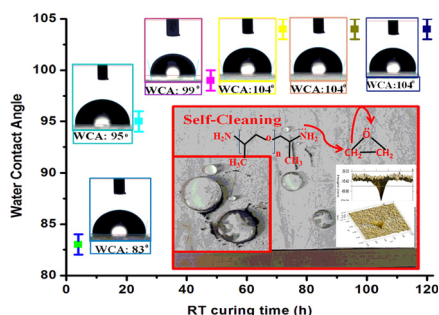 105
100
95
90
85
80
Water Contact Angle
WCA: 83°
WCA: 95°
WCA: 99°
WCA: 104°
WCA: 104°
WCA: 104°
Self-Cleaning
H₂N
O
n
NH₂
H₃C
CH₃
Ö
CH₂
CH₂
0 20 40 60 80 100 120
RT curing time (h)